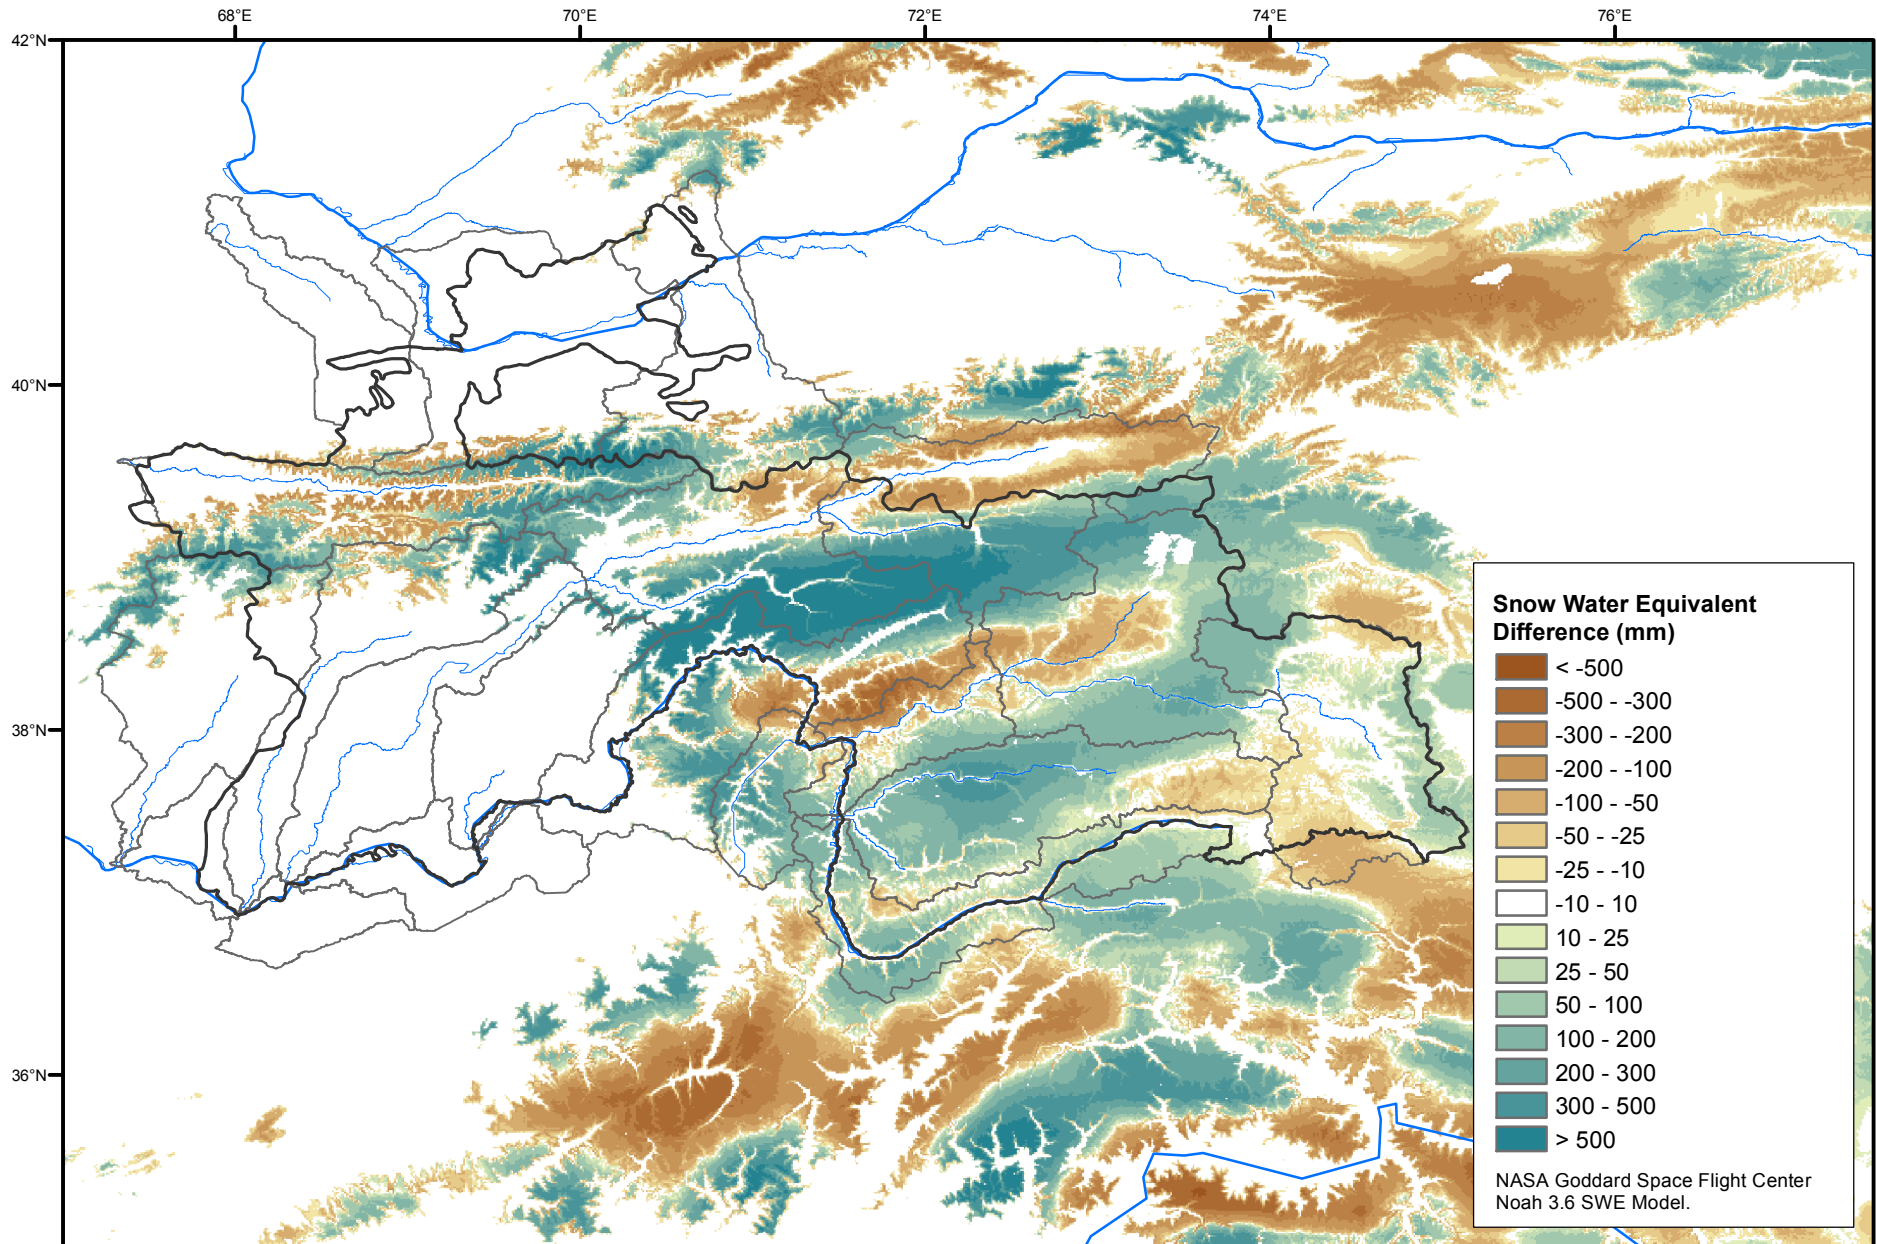 68°E
70°E
72°E
74°E
76°E
42°N
40°N
38°N
36°N
Snow Water Equivalent
Difference (mm)
< -500
-500 - -300
-300 - -200
-200 - -100
-100 - -50
-50 - -25
-25 - -10
-10 - 10
10 - 25
25 - 50
50 - 100
100 - 200
200 - 300
300 - 500
> 500
NASA Goddard Space Flight Center
Noah 3.6 SWE Model.